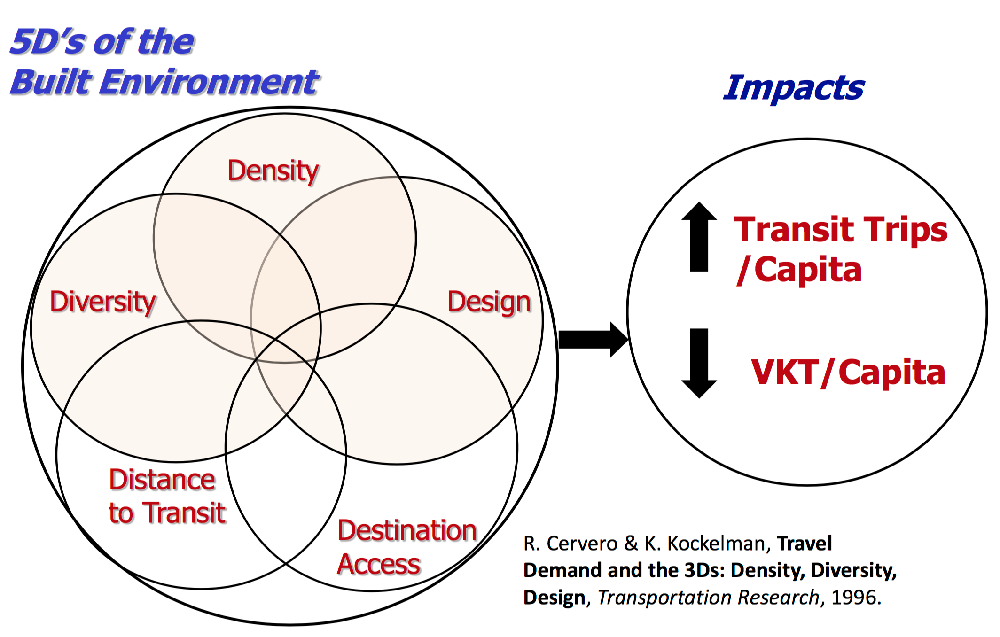 5D’s of the
Built Environment
Impacts
Density
Diversity
Design
Distance
to Transit
Destination
Access
Transit Trips
/Capita
VKT/Capita
R. Cervero & K. Kockelman, Travel
Demand and the 3Ds: Density, Diversity,
Design, Transportation Research, 1996.